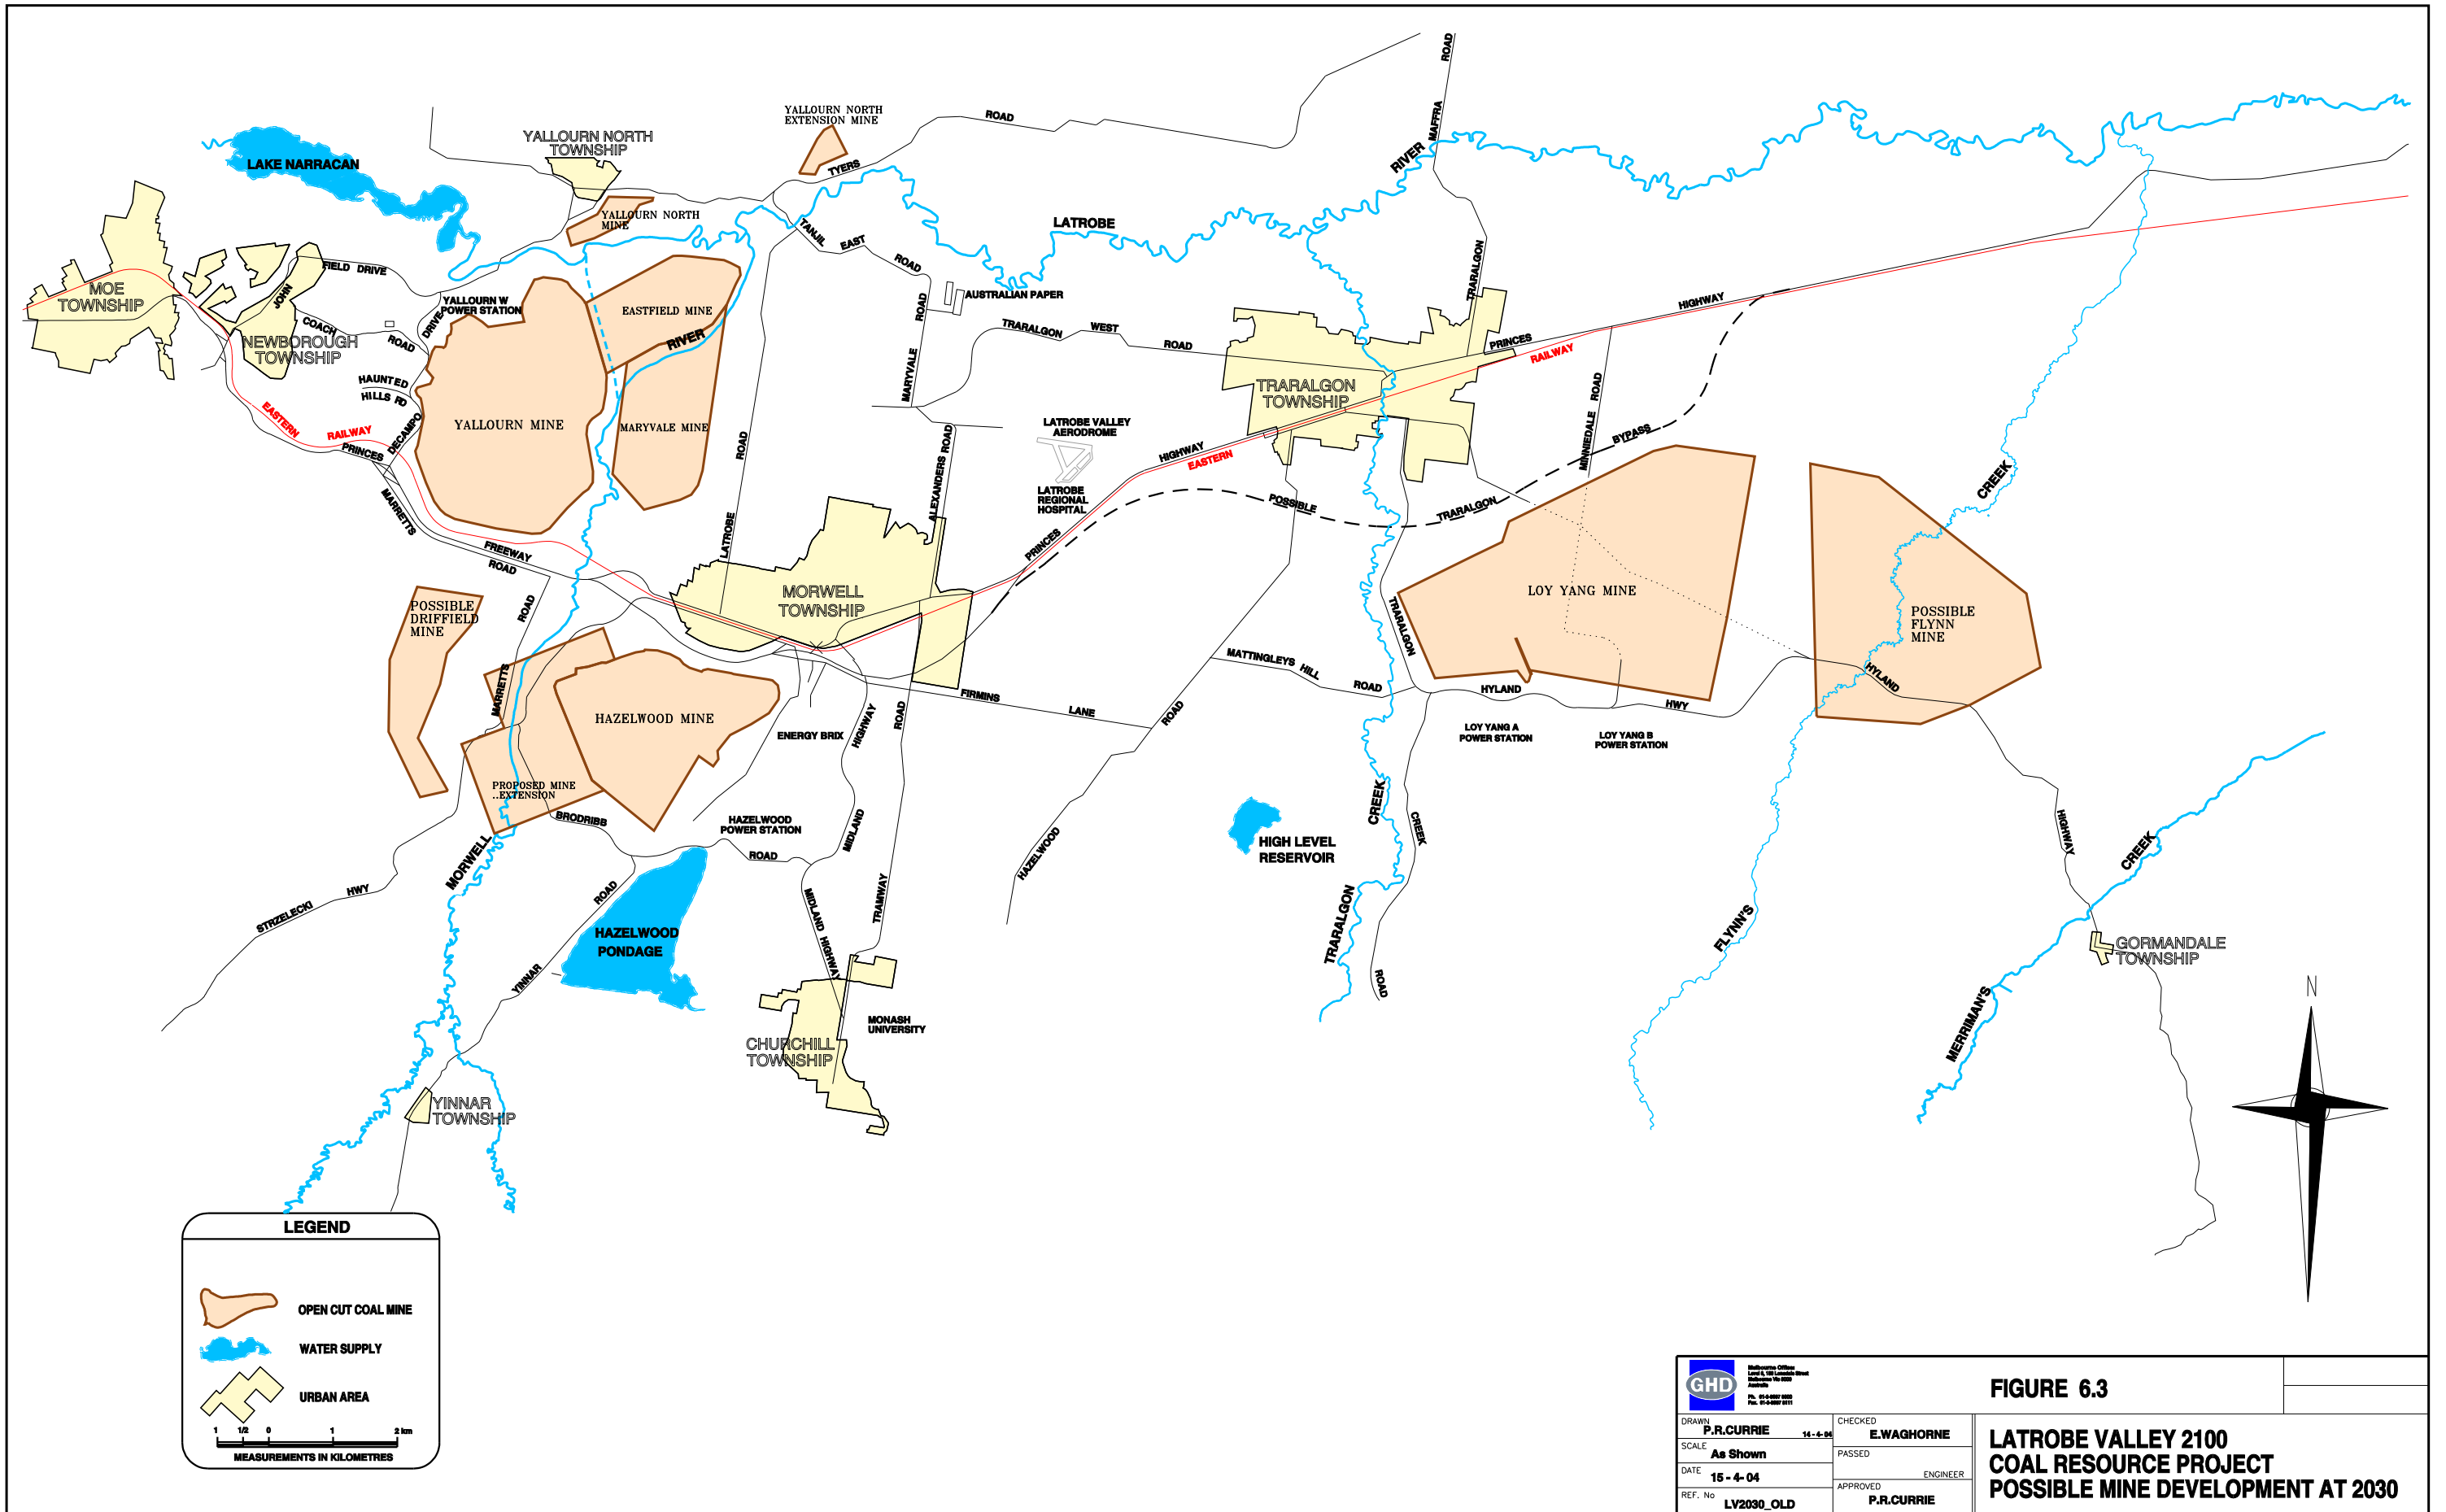 YALLOURN NORTH
EXTENSION MINE
ROAD
ROAD
MAFFRA
RIVER
YALLOURN NORTH
TOWNSHIP
LAKE NARRACAN
TYERS
YALLOURN NORTH
MINE
TANJIL
EAST
ROAD
LATROBE
TRARALGON
MOE
TOWNSHIP
JOHN
FIELD DRIVE
YALLOURN W
POWER STATION
DRIVE
COACH
ROAD
NEWBOROUGH
TOWNSHIP
HAUNTED
HILLS RD
DECAMPO
EASTERN
RAILWAY
PRINCES
MARRETTS
FREEWAY
ROAD
EASTFIELD MINE
RIVER
YALLOURN MINE
MARYVALE MINE
ROAD
LATROBE
AUSTRALIAN PAPER
ROAD
MARYVALE
TRARALGON
WEST
ROAD
ALEXANDERS ROAD
LATROBE VALLEY
AERODROME
LATROBE
REGIONAL
HOSPITAL
HIGHWAY
EASTERN
PRINCES
TRARALGON
TOWNSHIP
PRINCES
HIGHWAY
RAILWAY
MINNIEDALE ROAD
POSSIBLE
TRARALGON
BYPASS
CREEK
MORWELL
TOWNSHIP
POSSIBLE
DRIFFIELD
MINE
ROAD
MARRETTS
HAZELWOOD MINE
PROPOSED MINE
..EXTENSION
LOY YANG MINE
POSSIBLE
FLYNN
MINE
TRARALGON
MATTINGLEYS HILL
ROAD
HYLAND
HWY
HYLAND
FIRMINS
LANE
ROAD
ENERGY BRIX
HIGHWAY
ROAD
LOY YANG A
POWER STATION
LOY YANG B
POWER STATION
BRODRIBB
HAZELWOOD
POWER STATION
ROAD
MIDLAND
HAZELWOOD
HIGH LEVEL
RESERVOIR
CREEK
CREEK
HIGHWAY
CREEK
MORWELL
HWY
STRZELECKI
ROAD
YINNAR
HAZELWOOD
PONDAGE
MIDLAND HIGHWAY
TRAMWAY
TRARALGON
ROAD
FLYNN'S
GORMANDALE
TOWNSHIP
MERRIMAN'S
N
MONASH
UNIVERSITY
CHURCHILL
TOWNSHIP
YINNAR
TOWNSHIP
LEGEND
OPEN CUT COAL MINE
WATER SUPPLY
URBAN AREA
1 1/2 0 1 2 km
MEASUREMENTS IN KILOMETRES
GHD
Melbourne Office:
Australia
FIGURE 6.3
DRAWN
P.R.CURRIE 14-4-04
CHECKED
E.WAGHORNE
SCALE
As Shown
PASSED
DATE
15-4-04
ENGINEER
REF. No
LV2030_OLD
APPROVED
P.R.CURRIE
LATROBE VALLEY 2100
COAL RESOURCE PROJECT
POSSIBLE MINE DEVELOPMENT AT 2030